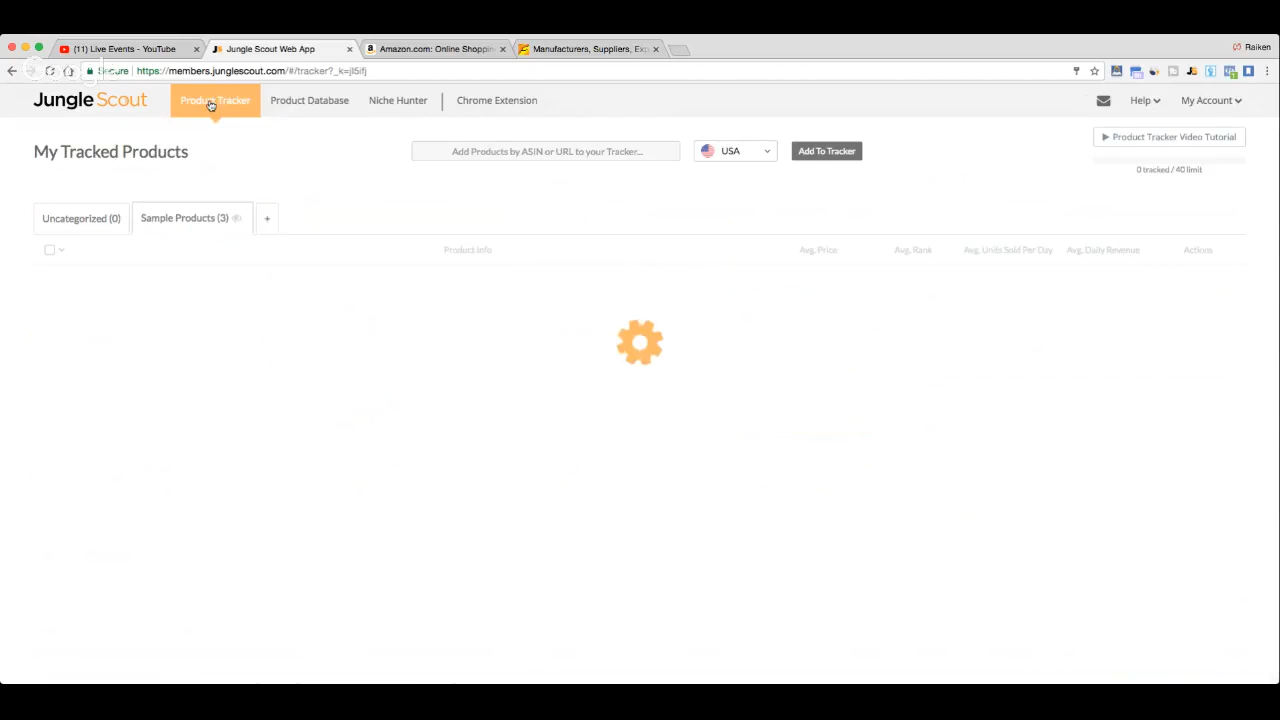 (11) Live Events - YouTube
Jungle Scout Web App
Amazon.com: Online Shoppin
Manufacturers, Suppliers, Exp
Raiken
Secure
https://members.junglescout.com/#/tracker?_k=jl5ifj
Jungle Scout
Product Tracker
Product Database
Niche Hunter
Chrome Extension
Help
My Account
My Tracked Products
Add Products by ASIN or URL to your Tracker...
USA
Add To Tracker
Product Tracker Video Tutorial
0 tracked / 40 limit
Uncategorized (0)
Sample Products (3)
+
Product Info
Avg. Price
Avg. Rank
Avg. Units Sold Per Day
Avg. Daily Revenue
Actions